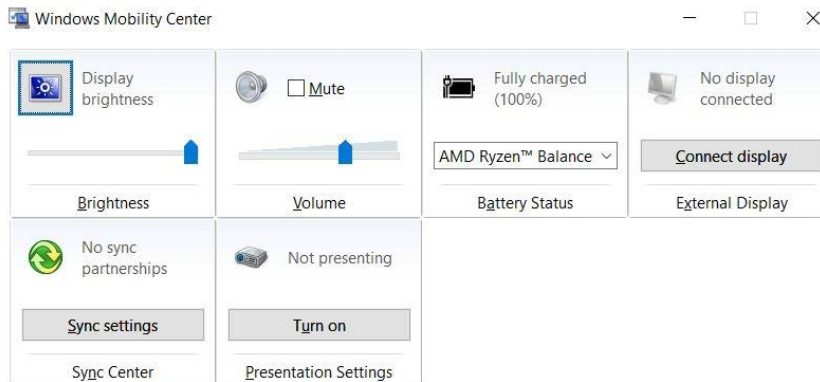 Windows Mobility Center
Display
brightness
Brightness
Mute
Volume
Fully charged
(100%)
AMD Ryzen™ Balance
Battery Status
No display
connected
Connect display
External Display
No sync
partnerships
Sync settings
Sync Center
Not presenting
Turn on
Presentation Settings